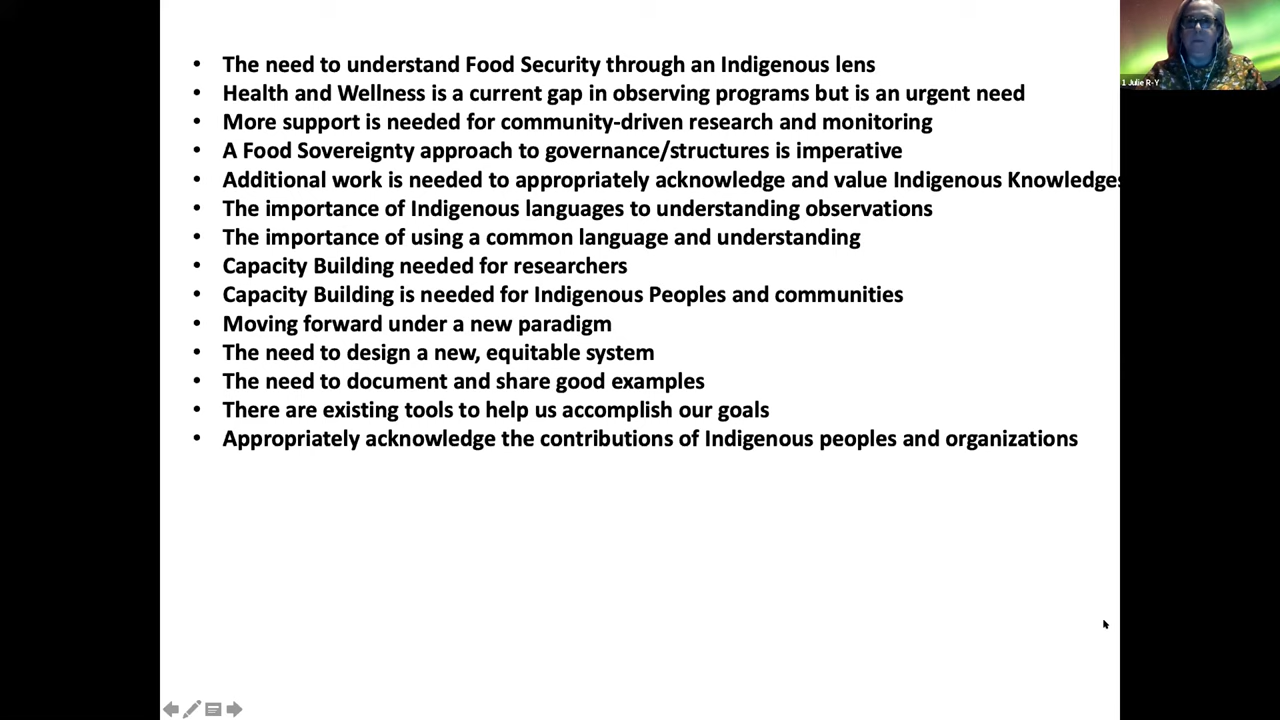 • The need to understand Food Security through an Indigenous lens
• Health and Wellness is a current gap in observing programs but is an urgent need
• More support is needed for community-driven research and monitoring
• A Food Sovereignty approach to governance/structures is imperative
• Additional work is needed to appropriately acknowledge and value Indigenous Knowledges
• The importance of Indigenous languages to understanding observations
• The importance of using a common language and understanding
• Capacity Building needed for researchers
• Capacity Building is needed for Indigenous Peoples and communities
• Moving forward under a new paradigm
• The need to design a new, equitable system
• The need to document and share good examples
• There are existing tools to help us accomplish our goals
• Appropriately acknowledge the contributions of Indigenous peoples and organizations
1 Julie R-Y